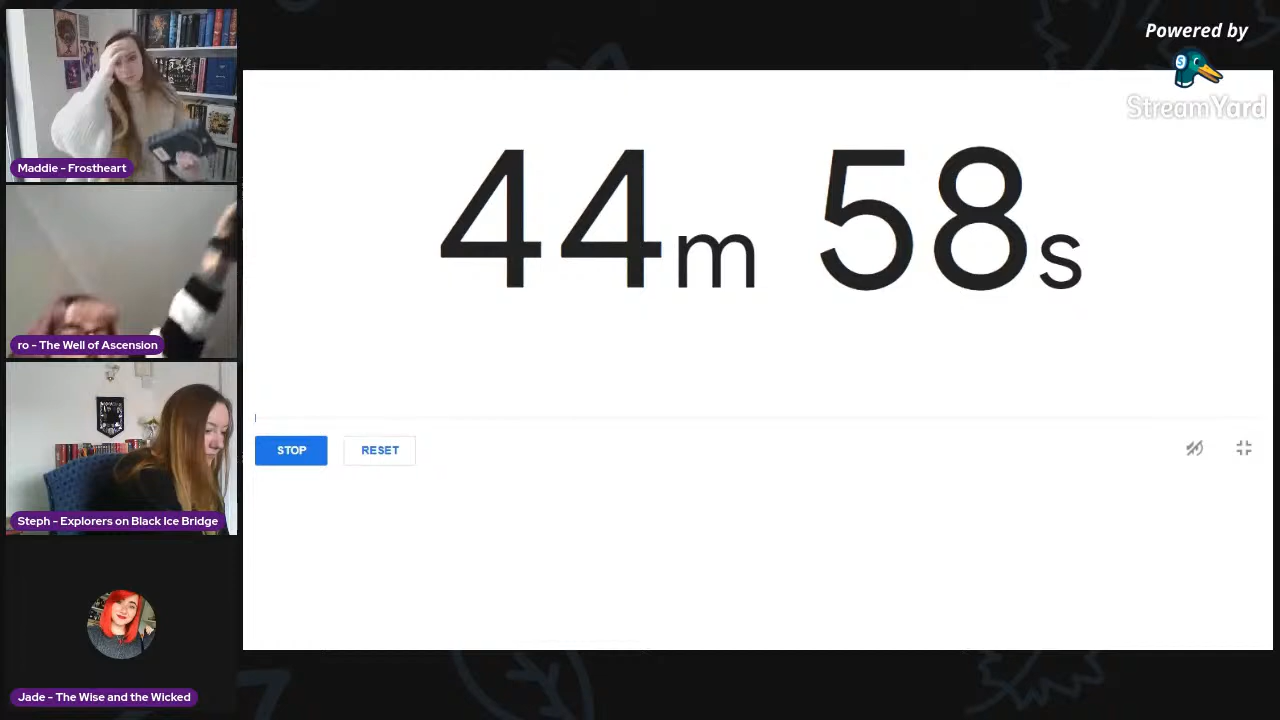 Powered by
StreamYard
Maddie - Frostheart
44m 58s
ro - The Well of Ascension
STOP
RESET
Steph - Explorers on Black Ice Bridge
Jade - The Wise and the Wicked